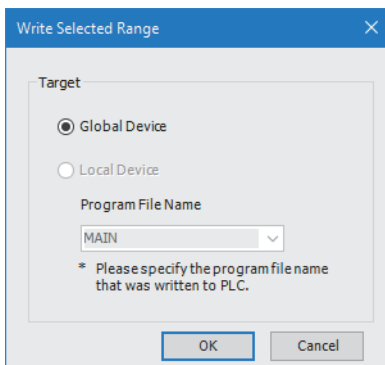 Write Selected Range
Target
Global Device
Local Device
Program File Name
MAIN
* Please specify the program file name
that was written to PLC.
OK Cancel